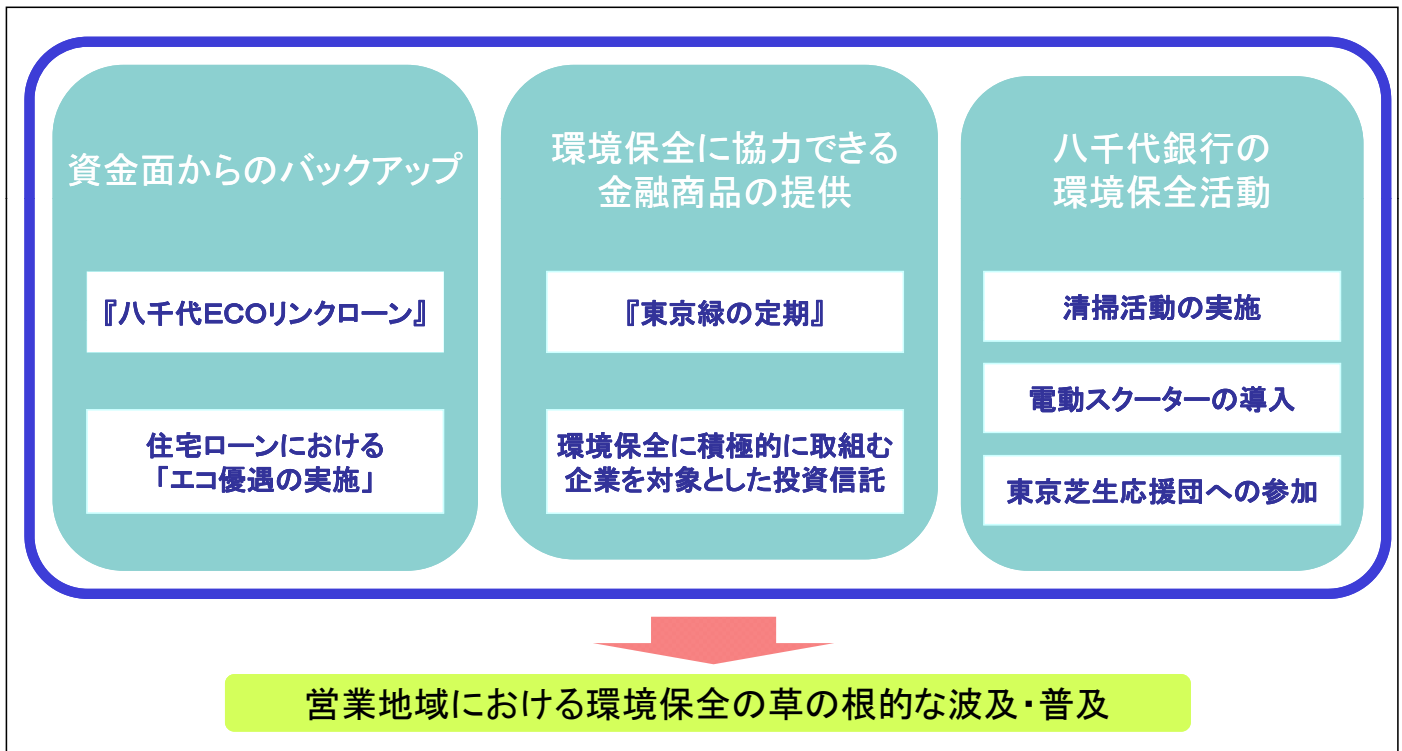 資金面からのバックアップ
『八千代ECOリンクローン』
住宅ローンにおける
「エコ優遇の実施」
環境保全に協力できる
金融商品の提供
『東京緑の定期』
環境保全に積極的に取組む
企業を対象とした投資信託
八千代銀行の
環境保全活動
清掃活動の実施
電動スクーターの導入
東京芝生応援団への参加
営業地域における環境保全の草の根的な波及・普及